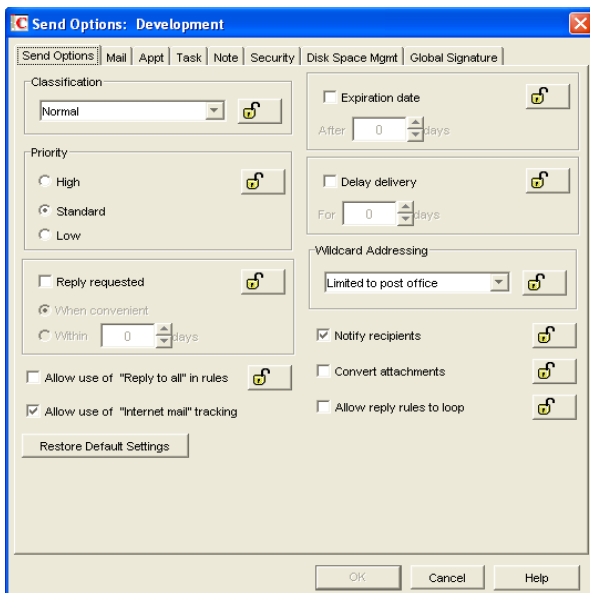 Send Options: Development
Send Options Mail Appt Task Note Security Disk Space Mgmt Global Signature
Classification
Normal
Priority
High
Standard
Low
Reply requested
When convenient
Within 0 days
Allow use of "Reply to all" in rules
Allow use of "Internet mail" tracking
Restore Default Settings
Expiration date
After 0 days
Delay delivery
For 0 days
Wildcard Addressing
Limited to post office
Notify recipients
Convert attachments
Allow reply rules to loop
OK Cancel Help